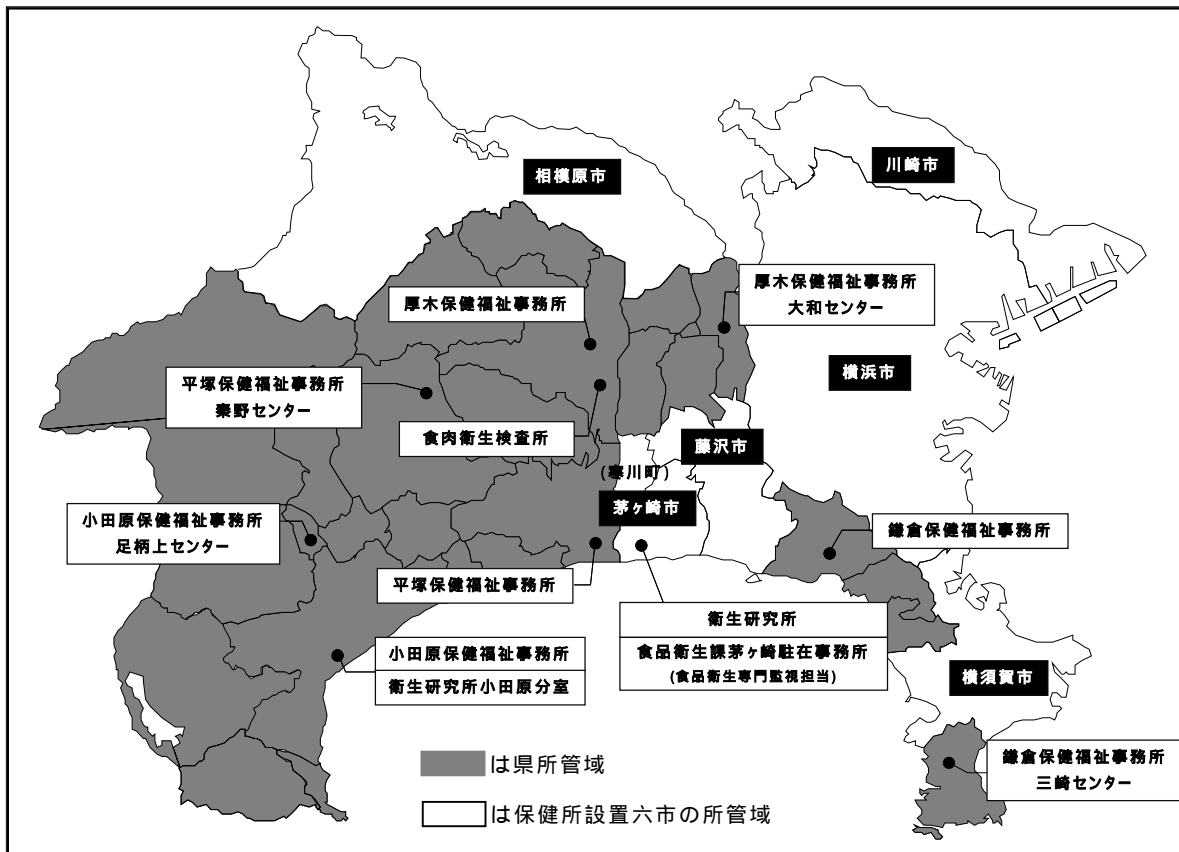 川崎市
相模原市
厚木保健福祉事務所
大和センター
厚木保健福祉事務所
横浜市
平塚保健福祉事務所
秦野センター
食肉衛生検査所
藤沢市
(寒川町)
茅ヶ崎市
小田原保健福祉事務所
足柄上センター
鎌倉保健福祉事務所
平塚保健福祉事務所
衛生研究所
食品衛生課茅ヶ崎駐在事務所
(食品衛生専門監視担当)
小田原保健福祉事務所
衛生研究所小田原分室
横須賀市
鎌倉保健福祉事務所
三崎センター
は県所管域
は保健所設置六市の所管域